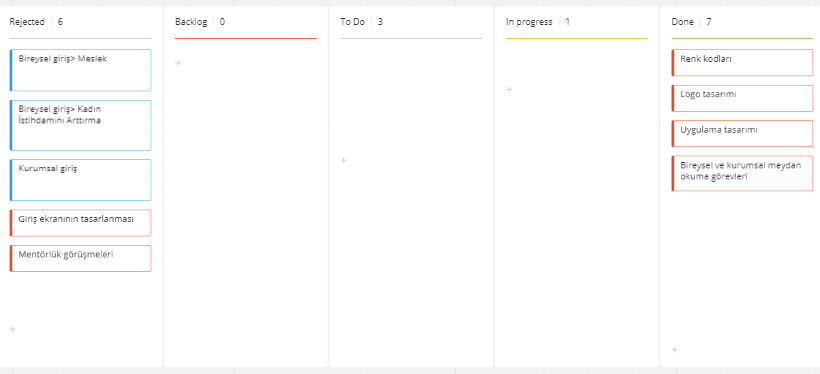 Rejected 6
Backlog 0
To Do 3
In progress 1
Done 7
Bireysel giriş> Meslek
Bireysel giriş> Kadın
İstihdamını Arttırma
Kurumsal giriş
Giriş ekranının tasarlanması
Mentörlük görüşmeleri
Renk kodları
Logo tasarımı
Uygulama tasarımı
Bireysel ve kurumsal meydan
okuma görevleri